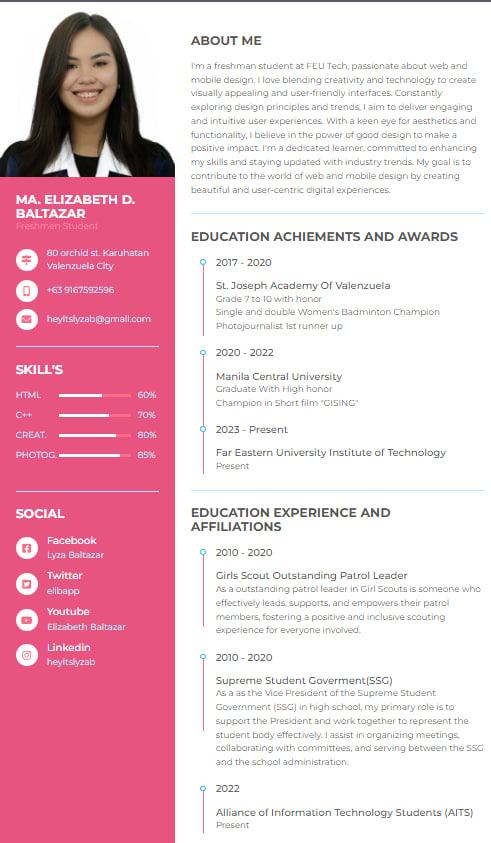 MA. ELIZABETH D.
BALTAZAR
Freshmen Student
80 orchid st. Karuhatan
Valenzuela City
+63 9167592596
heyitslyzab@gmail.com
SKILL'S
HTML 60%
C++ 70%
CREAT. 80%
PHOTOG. 85%
SOCIAL
Facebook
Lyza Baltazar
Twitter
elibapp
Youtube
Elizabeth Baltazar
Linkedin
heyitslyzab
ABOUT ME
I'm a freshman student at FEU Tech, passionate about web and
mobile design. I love blending creativity and technology to create
visually appealing and user-friendly interfaces. Constantly
exploring design principles and trends, I aim to deliver engaging
and intuitive user experiences. With a keen eye for aesthetics and
functionality, I believe in the power of good design to make a
positive impact. I'm a dedicated learner, committed to enhancing
my skills and staying updated with industry trends. My goal is to
contribute to the world of web and mobile design by creating
beautiful and user-centric digital experiences.
EDUCATION ACHIEMENTS AND AWARDS
2017 - 2020
St. Joseph Academy Of Valenzuela
Grade 7 to 10 with honor
Single and double Women's Badminton Champion
Photojournalist 1st runner up
2020 - 2022
Manila Central University
Graduate With High honor
Champion in Short film "GISING"
2023 - Present
Far Eastern University Institute of Technology
Present
EDUCATION EXPERIENCE AND
AFFILIATIONS
2010 - 2020
Girls Scout Outstanding Patrol Leader
As a outstanding patrol leader in Girl Scouts is someone who
effectively leads, supports, and empowers their patrol
members, fostering a positive and inclusive scouting
experience for everyone involved.
2010 - 2020
Supreme Student Goverment(SSG)
As a as the Vice President of the Supreme Student
Government (SSG) in high school, my primary role is to
support the President and work together to represent the
student body effectively. I assist in organizing meetings,
collaborating with committees, and serving between the SSG
and the school administration.
2022
Alliance of Information Technology Students (AITS)
Present